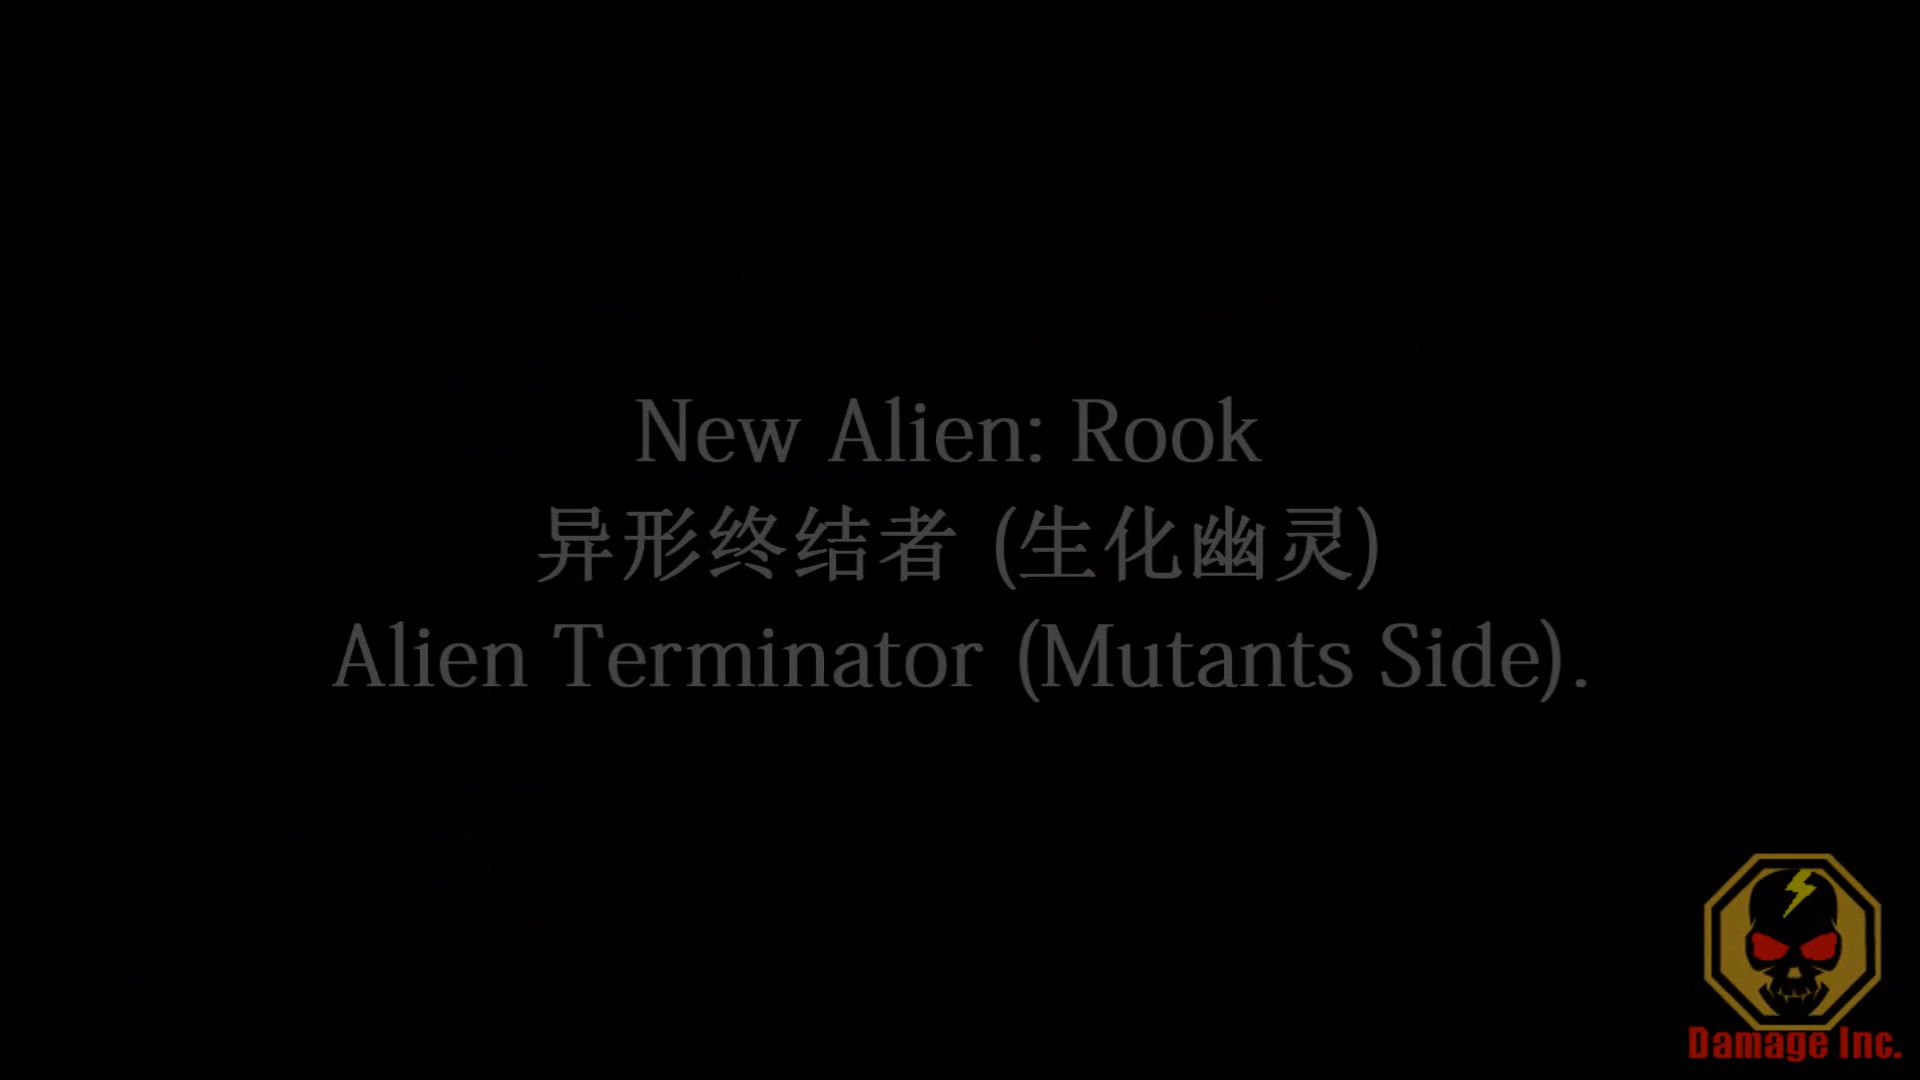 New Alien: Rook
异形终结者 (生化幽灵)
Alien Terminator (Mutants Side).
Damage Inc.